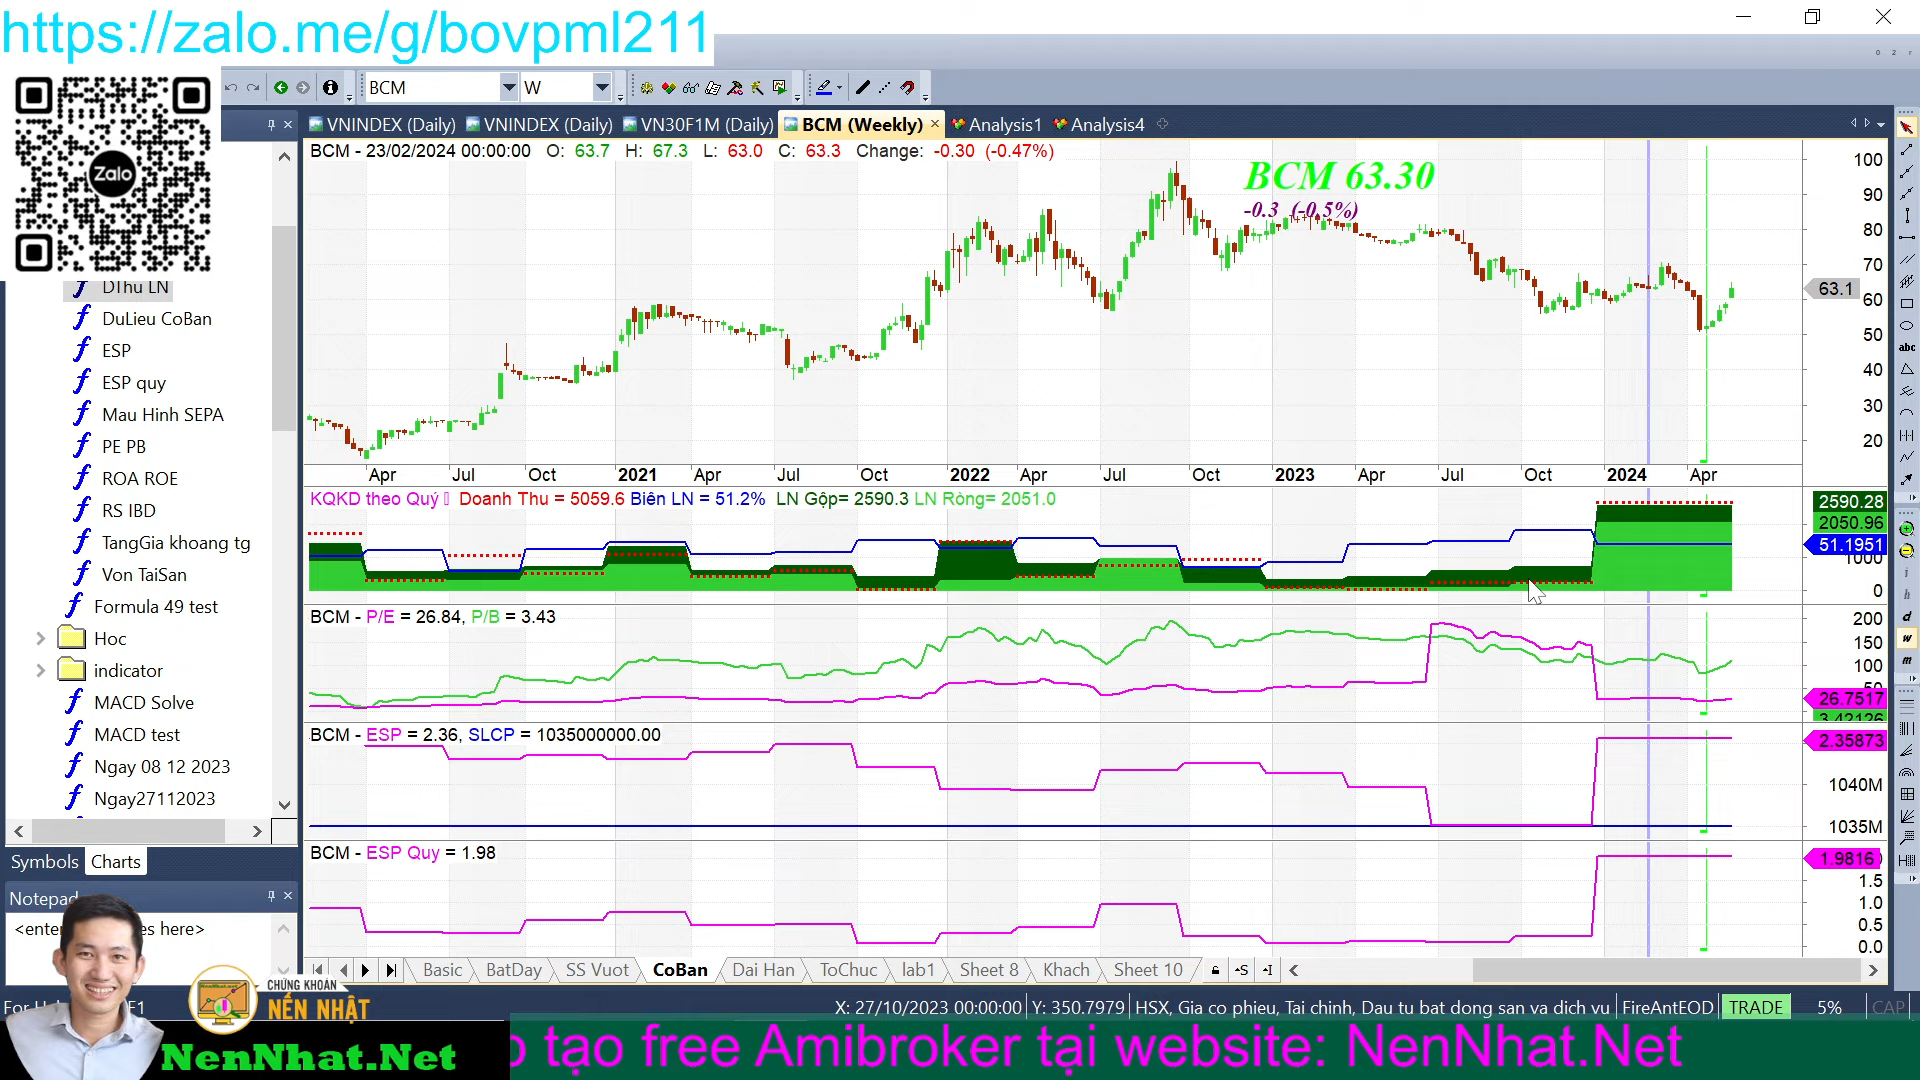 https://zalo.me/g/bovpml211
Zalo
BCM
W
VNINDEX (Daily)
VNINDEX (Daily)
VN30F1M (Daily)
BCM (Weekly)
Analysis1
Analysis4
BCM - 23/02/2024 00:00:00 O: 63.7 H: 67.3 L: 63.0 C: 63.3 Change: -0.30 (-0.47%)
BCM 63.30
-0.3 (-0.5%)
100
90
80
70
63.1
60
50
40
30
20
Apr Jul Oct 2021 Apr Jul Oct 2022 Apr Jul Oct 2023 Apr Jul Oct 2024 Apr
DThu LN
DuLieu CoBan
ESP
ESP quy
Mau Hinh SEPA
PE PB
ROA ROE
RS IBD
TangGia khoang tg
Von TaiSan
Formula 49 test
Hoc
indicator
MACD Solve
MACD test
Ngay 08 12 2023
Ngay27112023
KQKD theo Quý Doanh Thu = 5059.6 Biên LN = 51.2% LN Gộp= 2590.3 LN Ròng= 2051.0
2590.28
2050.96
51.1951
1000
0
BCM - P/E = 26.84, P/B = 3.43
200
150
100
50
26.7517
3.42126
BCM - ESP = 2.36, SLCP = 1035000000.00
2.35873
1040M
1035M
BCM - ESP Quy = 1.98
1.9816
1.5
1.0
0.5
0.0
abc
i
h
d
w
m
Symbols
Charts
Notepad
<enter
es here>
Basic
BatDay
SS Vuot
CoBan
Dai Han
ToChuc
lab1
Sheet 8
Khach
Sheet 10
For H
F1
X: 27/10/2023 00:00:00
Y: 350.7979
HSX, Gia co phieu, Tai chinh, Dau tu bat dong san va dich vu
FireAntEOD
TRADE
5%
CAP
CHỨNG KHOÁN
NẾN NHẬT
NenNhat.Net
tạo free Amibroker tại website: NenNhat.Net